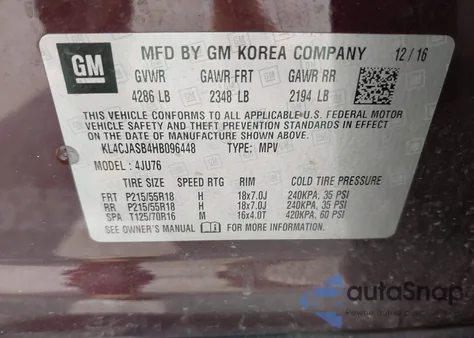 GM
MFD BY GM KOREA COMPANY 12/16
GVWR GAWR FRT GAWR RR
4286 LB 2348 LB 2194 LB
THIS VEHICLE CONFORMS TO ALL APPLICABLE U.S. FEDERAL MOTOR
VEHICLE SAFETY, BUMPER, AND THEFT PREVENTION STANDARDS IN
EFFECT ON THE DATE OF MANUFACTURE SHOWN ABOVE.
KL4CJASB4HB096448 TYPE: MPV
MODEL: 4JU76
TIRE SIZE SPEED RTG RIM COLD TIRE PRESSURE
FRT P215/55R18 H 18x7.0J 240KPA, 35 PSI
RR P215/55R18 H 18x7.0J 240KPA, 35 PSI
SPA T125/70R16 M 16x4.0T 420KPA, 60 PSI
SEE OWNER'S MANUAL FOR MORE INFORMATION.
autoSnap